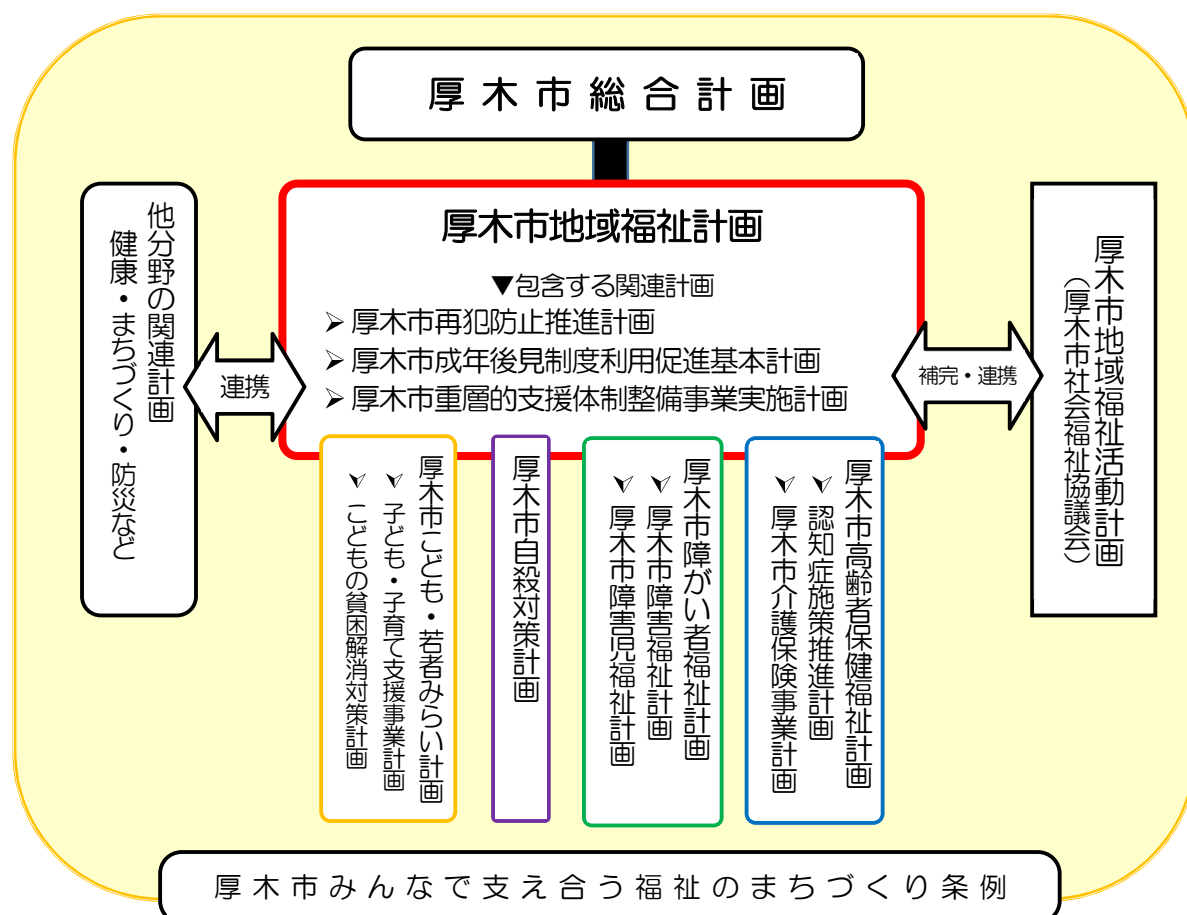 厚木市総合計画
他分野の関連計画
健康・まちづくり・防災など
連携
厚木市地域福祉計画
▼包含する関連計画
➢ 厚木市再犯防止推進計画
➢ 厚木市成年後見制度利用促進基本計画
➢ 厚木市重層的支援体制整備事業実施計画
補完・連携
厚木市地域福祉活動計画
（厚木市社会福祉協議会）
厚木市高齢者保健福祉計画
➢ 認知症施策推進計画
➢ 厚木市介護保険事業計画
厚木市障がい者福祉計画
➢ 厚木市障害福祉計画
➢ 厚木市障害児福祉計画
厚木市自殺対策計画
厚木市こども・若者みらい計画
➢ 子ども・子育て支援事業計画
➢ こどもの貧困解消対策計画
厚木市みんなで支え合う福祉のまちづくり条例